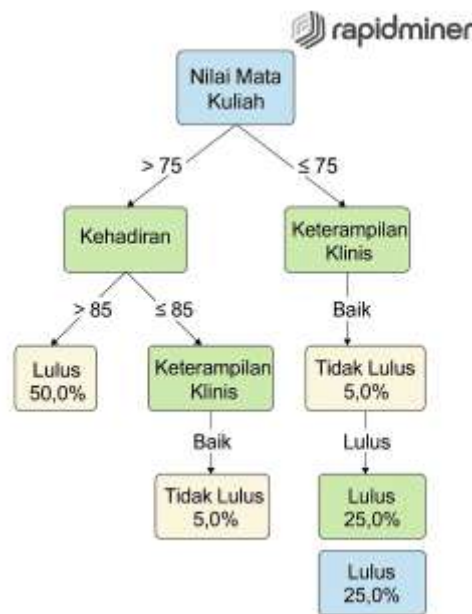 rapidminer
Nilai Mata
Kuliah
> 75
≤ 75
Kehadiran
Keterampilan
Klinis
> 85
≤ 85
Baik
Lulus
50,0%
Keterampilan
Klinis
Tidak Lulus
5,0%
Baik
Lulus
Tidak Lulus
5,0%
Lulus
25,0%
Lulus
25,0%